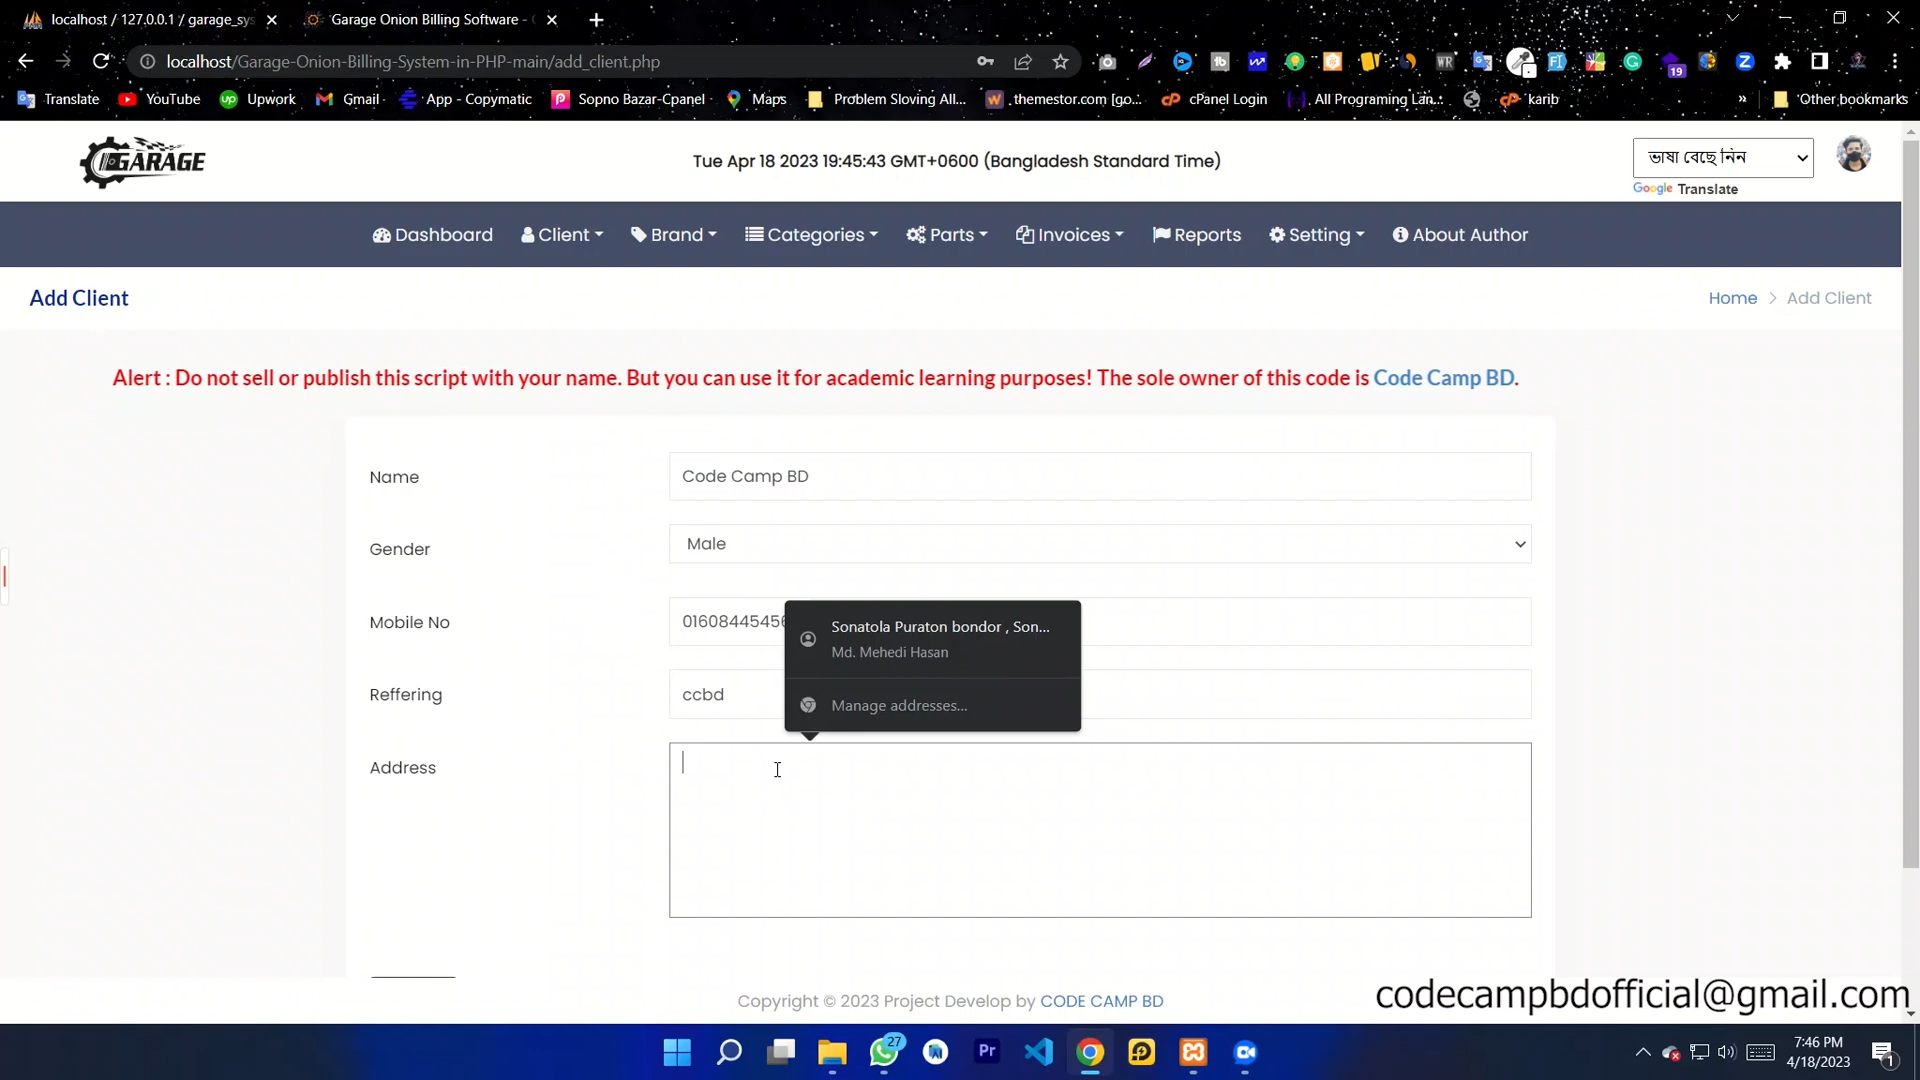 localhost / 127.0.0.1 / garage_sys
Garage Onion Billing Software -
localhost/Garage-Onion-Billing-System-in-PHP-main/add_client.php
19
Translate
YouTube
Upwork
Gmail
App - Copymatic
Sopno Bazar-Cpanel
Maps
Problem Sloving All...
themestor.com [go...
cPanel Login
All Programing Lan...
karib
»
Other bookmarks
GARAGE
Tue Apr 18 2023 19:45:43 GMT+0600 (Bangladesh Standard Time)
ভাষা বেছে নিন
Google Translate
Dashboard
Client
Brand
Categories
Parts
Invoices
Reports
Setting
About Author
Add Client
Home > Add Client
Alert : Do not sell or publish this script with your name. But you can use it for academic learning purposes! The sole owner of this code is Code Camp BD.
Name
Code Camp BD
Gender
Male
Mobile No
0160844545
Reffering
ccbd
Sonatola Puraton bondor , Son...
Md. Mehedi Hasan
Manage addresses...
Address
Copyright © 2023 Project Develop by CODE CAMP BD
codecampbdofficial@gmail.com
27
Pr
7:46 PM
4/18/2023
1